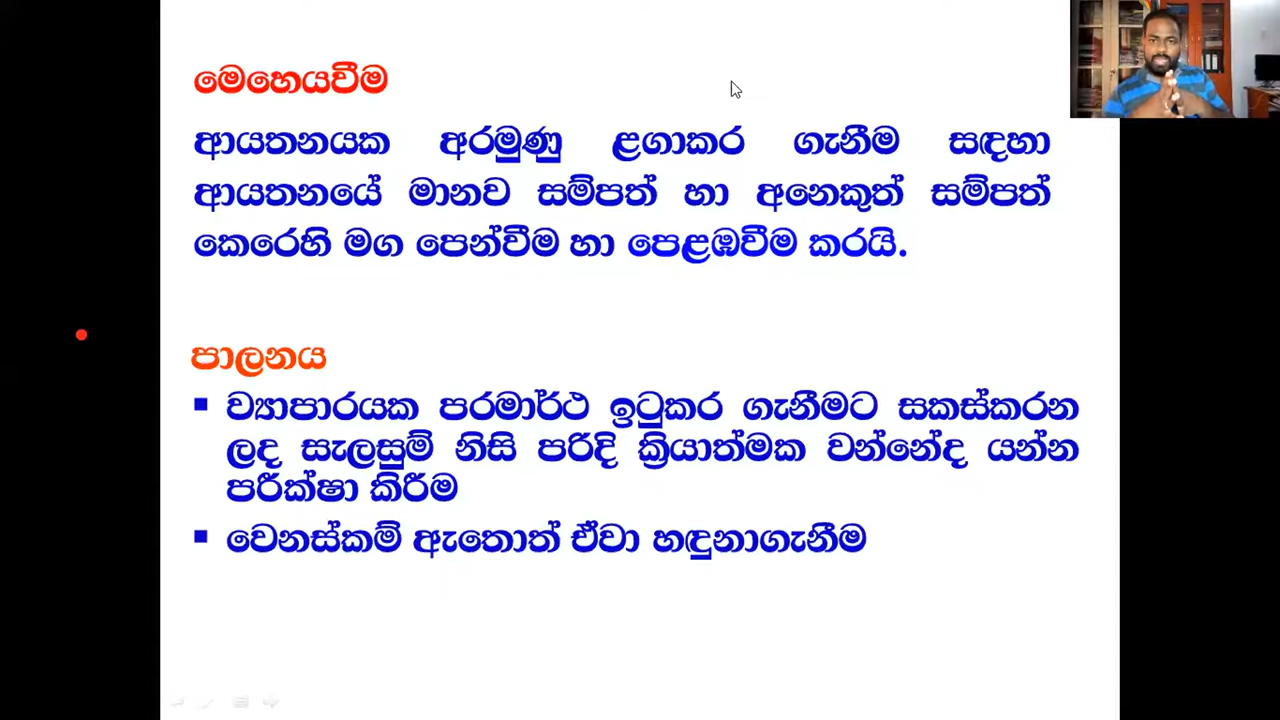 මෙහෙයවීම
ආයතනයක අරමුණු ළගාකර ගැනීම සඳහා
ආයතනයේ මානව සම්පත් හා අනෙකුත් සම්පත්
කෙරෙහි මග පෙන්වීම හා පෙළඹවීම කරයි.
පාලනය
▪ ව්‍යාපාරයක පරමාර්ථ ඉටුකර ගැනීමට සකස්කරන
ලද සැලසුම් නිසි පරිදි ක්‍රියාත්මක වන්නේද යන්න
පරීක්ෂා කිරීම
▪ වෙනස්කම් ඇතොත් ඒවා හඳුනාගැනීම